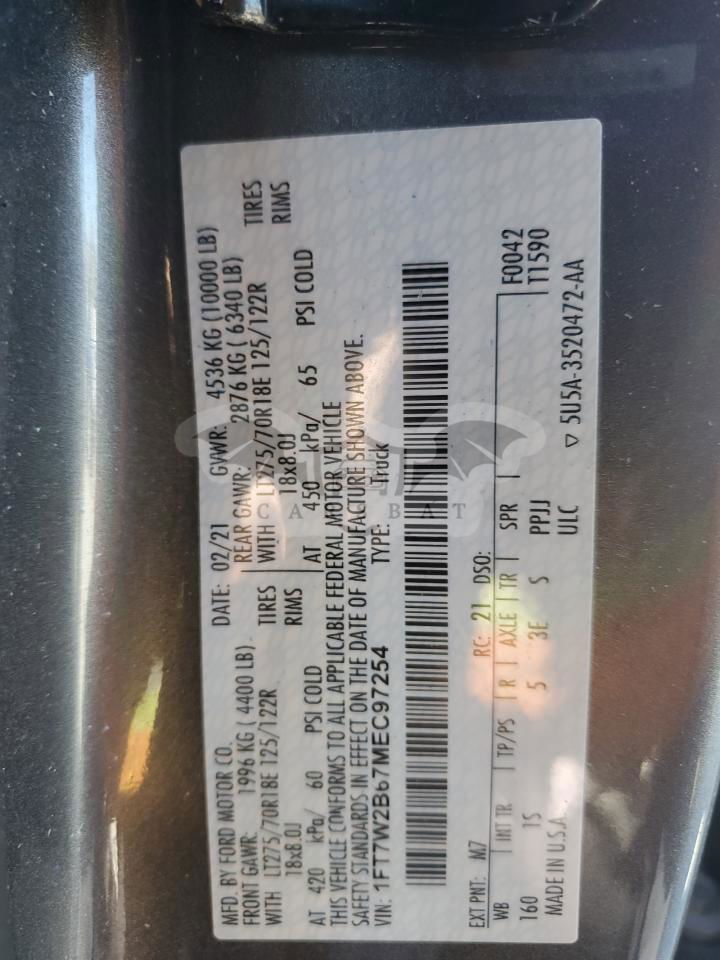 MFD. BY FORD MOTOR CO.
DATE: 02/21 GVWR: 4536 KG (10000 LB)
FRONT GAWR: 1996 KG ( 4400 LB) REAR GAWR: 2876 KG ( 6340 LB)
WITH LT275/70R18E 125/122R TIRES WITH LT275/70R18E 125/122R TIRES
18x8.0J RIMS 18x8.0J RIMS
AT 420 kPa/ 60 PSI COLD AT 450 kPa/ 65 PSI COLD
THIS VEHICLE CONFORMS TO ALL APPLICABLE FEDERAL MOTOR VEHICLE
SAFETY STANDARDS IN EFFECT ON THE DATE OF MANUFACTURE SHOWN ABOVE.
VIN: 1FT7W2B67MEC97254 TYPE: Truck
EXT PNT: M7 RC: 21 DSO:
WB INT TR TP/PS R AXLE TR SPR F0042
160 1S 5 3E S PPJJ T1590
MADE IN U.S.A. ULC ▽ 5U5A-3520472-AA